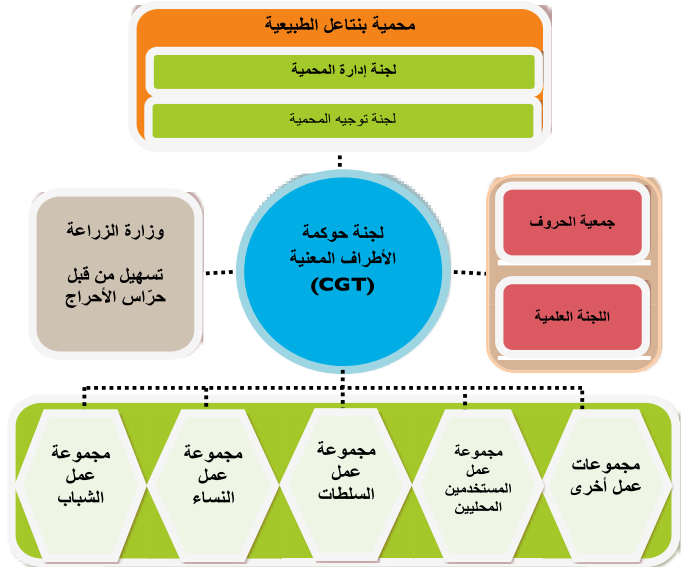 محمية بنتاعل الطبيعية
لجنة إدارة المحمية
لجنة توجيه المحمية
جمعية الحروف
اللجنة العلمية
لجنة حوكمة
الأطراف المعنية
(CGT)
وزارة الزراعة
تسهيل من قبل
حرّاس الأحراج
مجموعات
عمل أخرى
مجموعة
عمل
المستخدمين
المحليين
مجموعة
عمل
السلطات
مجموعة
عمل
النساء
مجموعة
عمل
الشباب